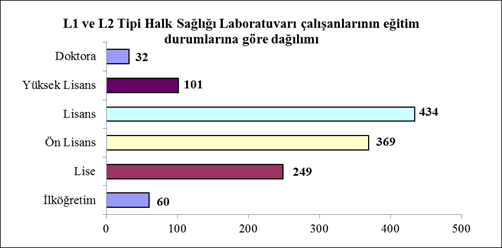 L1 ve L2 Tipi Halk Sağlığı Laboratuvarı çalışanlarının eğitim
durumlarına göre dağılımı
Doktora 32
Yüksek Lisans 101
Lisans 434
Ön Lisans 369
Lise 249
İlköğretim 60
0 100 200 300 400 500